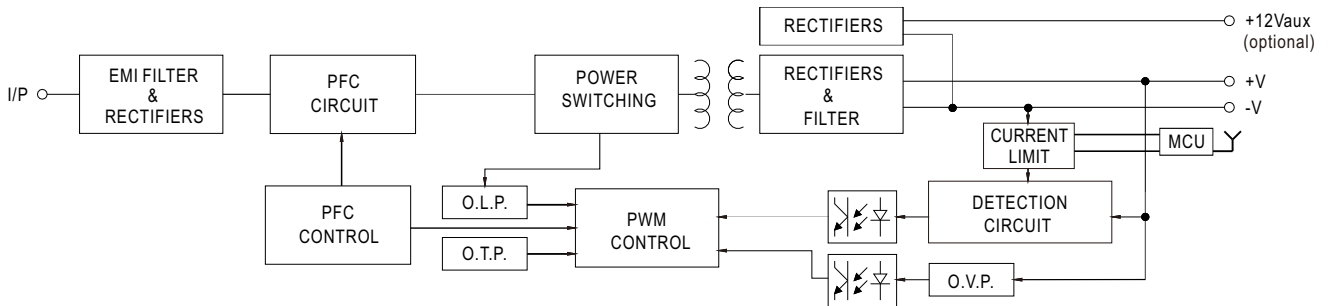 RECTIFIERS
+12Vaux
(optional)
I/P
EMI FILTER
&
RECTIFIERS
PFC
CIRCUIT
POWER
SWITCHING
RECTIFIERS
&
FILTER
+V
-V
CURRENT
LIMIT
MCU
PFC
CONTROL
O.L.P.
O.T.P.
PWM
CONTROL
DETECTION
CIRCUIT
O.V.P.